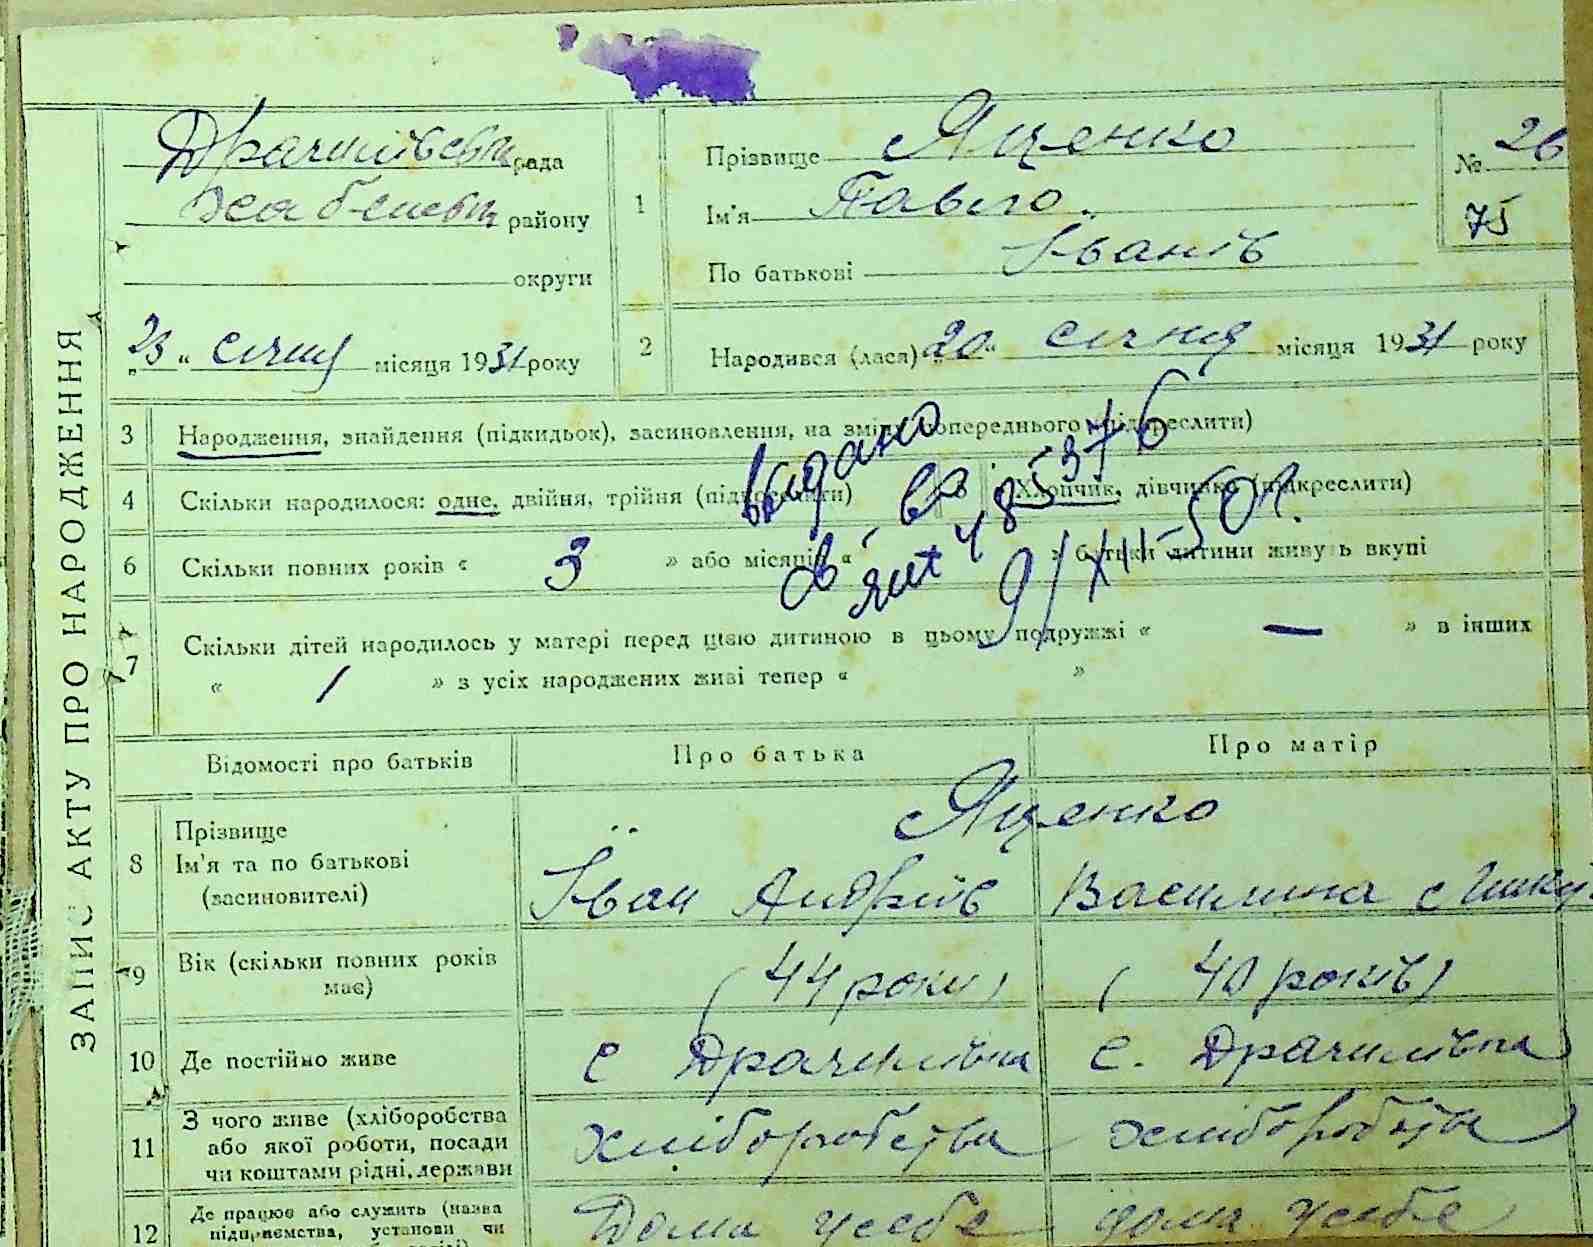 ЗАПИС АКТУ ПРО НАРОДЖЕННЯ
рада
району
округи
23 „ січня місяця 1931 року
1 Прізвище Яценко
Ім'я Павло
По батькові Іванів
№ 26
75
2 Народився (лася) „20“ січня місяця 1931 року
3 Народження, знайдення (підкидьок), засиновлення, на зміну попереднього (підкреслити)
4 Скільки народилося: одне, двійня, трійня (підкреслити)
Хлопчик, дівчинка (підкреслити)
видано
св
485376
9/XII-50 р.
6 Скільки повних років « 3 » або місяців « » батьки дитини живуть вкупі
7 Скільки дітей народилось у матері перед цією дитиною в цьому подружжі « — » в інших
« 1 » з усіх народжених живі тепер « »
Відомості про батьків Про батька Про матір
8 Прізвище
Ім'я та по батькові
(засиновителі)
Яценко
Іван Андріїв Василина
9 Вік (скільки повних років має) (44 роки) (40 років)
10 Де постійно живе с Драчилівка с. Драчилівка
11 З чого живе (хліборобства або якої роботи, посади чи коштами рідні, держави
хліборобства хліборобства
12 Де працює або служить (назва підприємства, установи чи
Дома у себе дома у себе